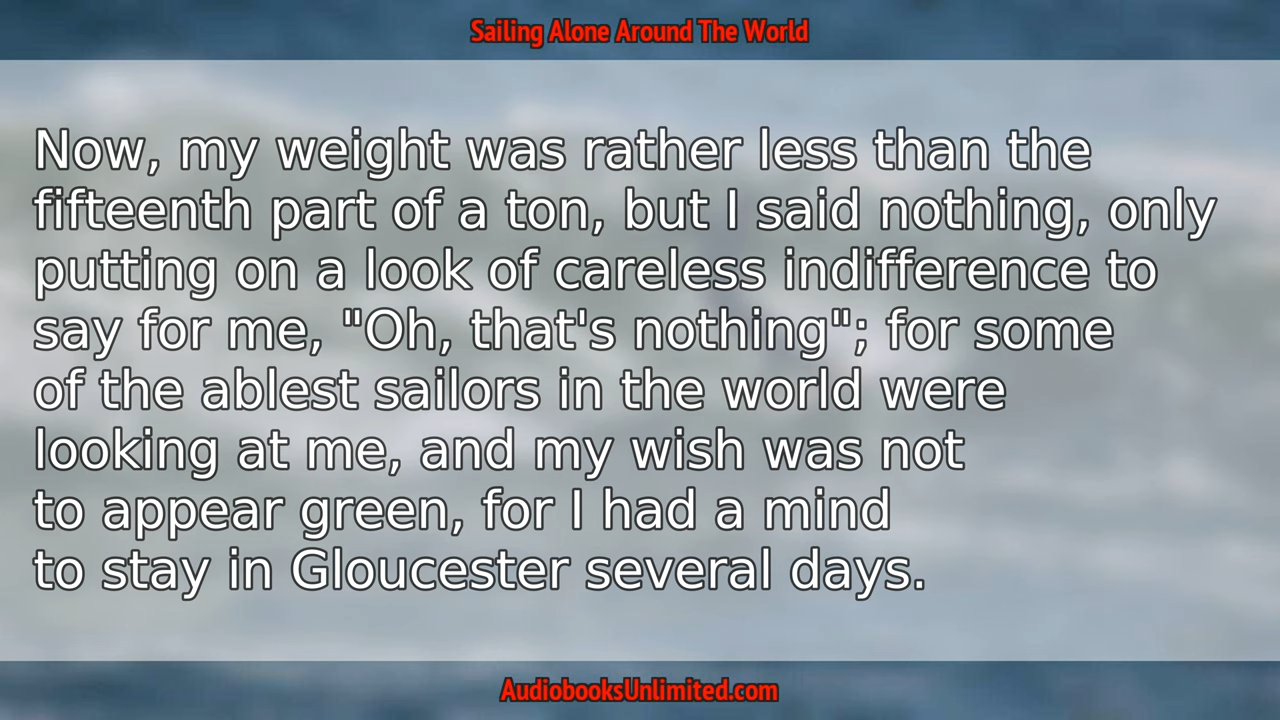 Sailing Alone Around The World
Now, my weight was rather less than the
fifteenth part of a ton, but I said nothing, only
putting on a look of careless indifference to
say for me, "Oh, that's nothing"; for some
of the ablest sailors in the world were
looking at me, and my wish was not
to appear green, for I had a mind
to stay in Gloucester several days.
AudiobooksUnlimited.com